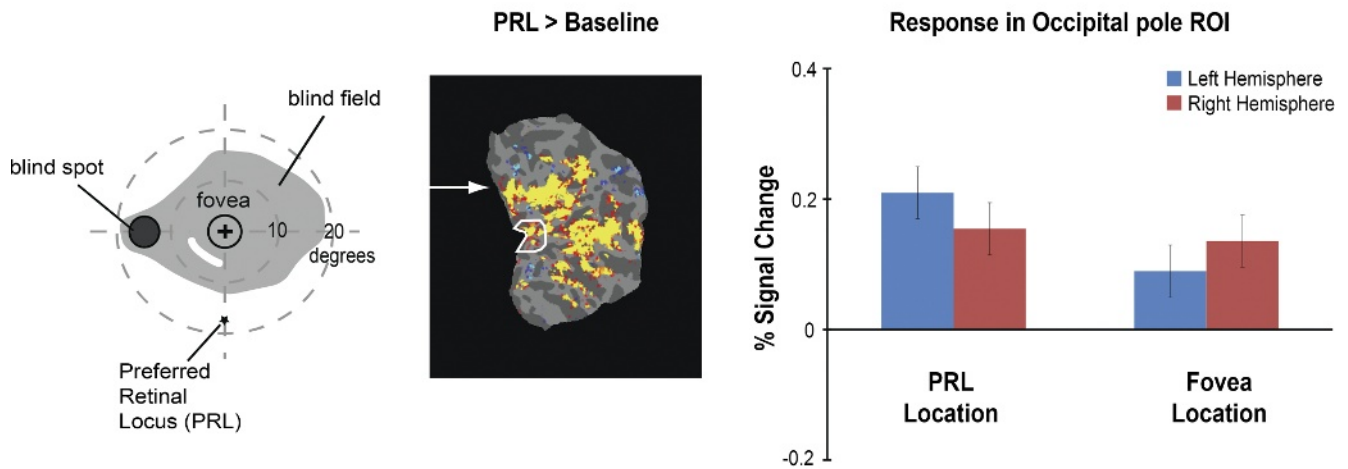 blind field
blind spot
fovea
10
20
degrees
Preferred
Retinal
Locus (PRL)
PRL > Baseline
Response in Occipital pole ROI
Left Hemisphere
Right Hemisphere
% Signal Change
0.4
0.2
0
-0.2
PRL
Location
Fovea
Location